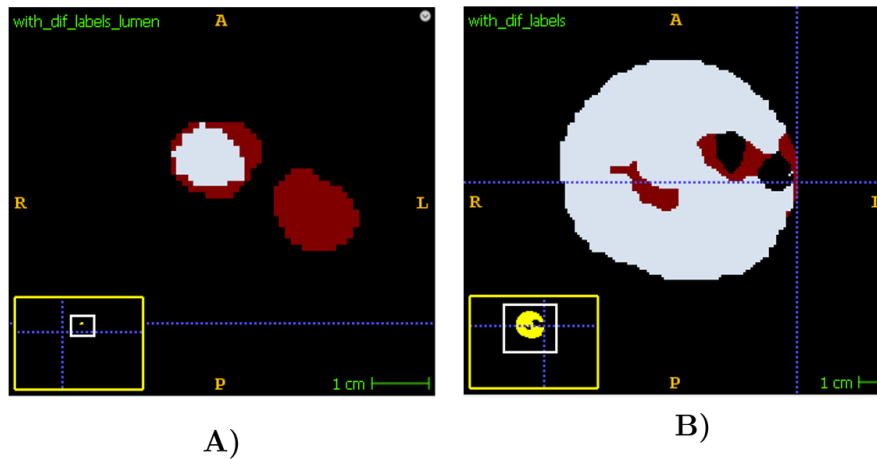 with_dif_labels_lumen
A
R
L
P
1 cm
A)
with_dif_labels
A
R
P
1 cm
B)